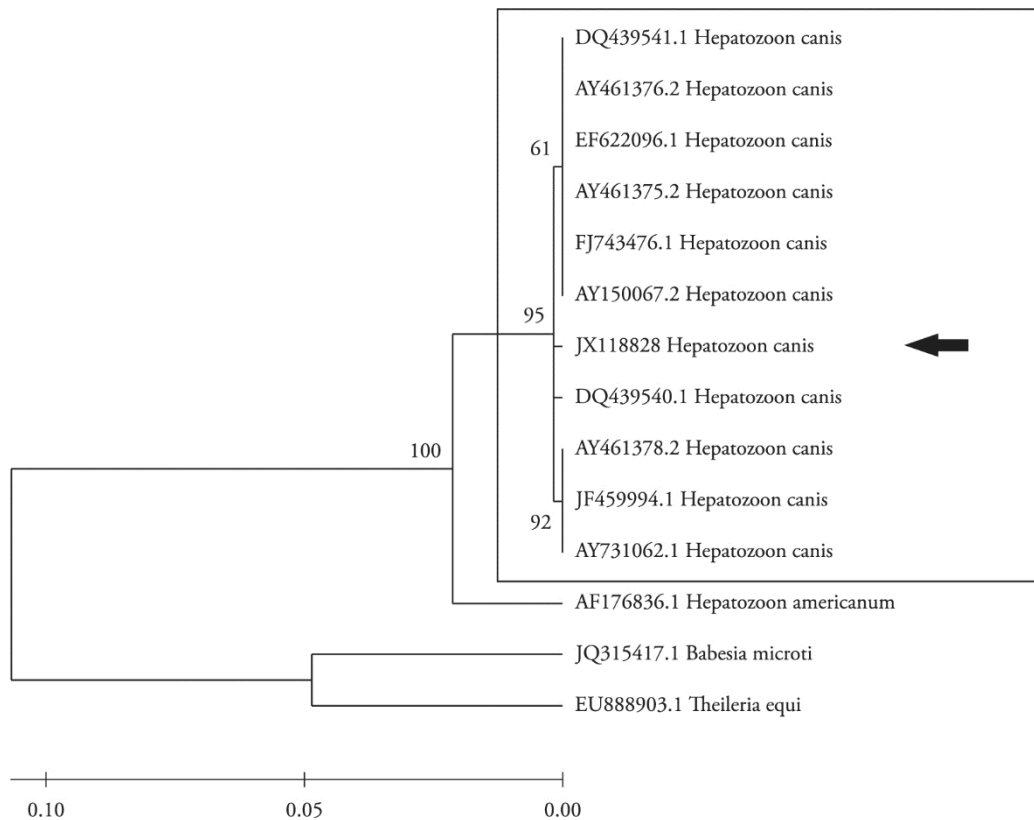 DQ439541.1 Hepatozoon canis
AY461376.2 Hepatozoon canis
EF622096.1 Hepatozoon canis
61
AY461375.2 Hepatozoon canis
FJ743476.1 Hepatozoon canis
AY150067.2 Hepatozoon canis
95
JX118828 Hepatozoon canis
DQ439540.1 Hepatozoon canis
100
AY461378.2 Hepatozoon canis
JF459994.1 Hepatozoon canis
92
AY731062.1 Hepatozoon canis
AF176836.1 Hepatozoon americanum
JQ315417.1 Babesia microti
EU888903.1 Theileria equi
0.10 0.05 0.00